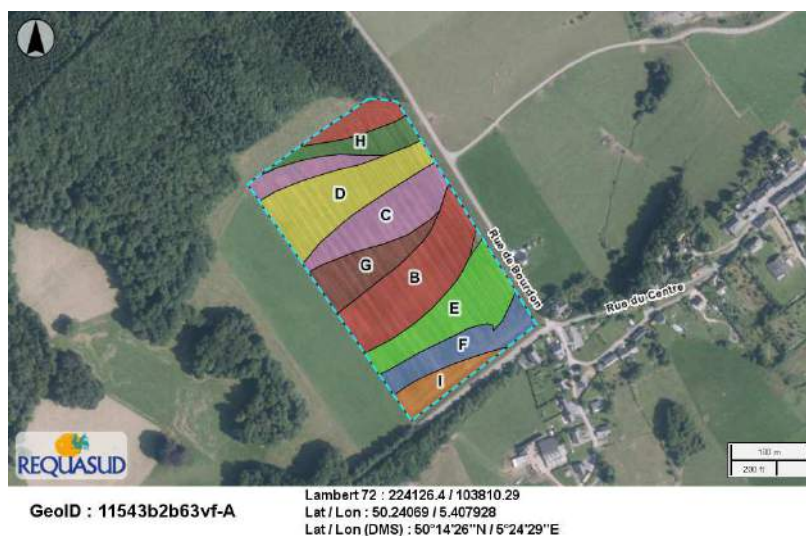 H
D
C
G
B
E
F
I
Rue de Bourdon
Rue du Centre
REQUASUD
100 m
200 ft
GeoID : 11543b2b63vf-A
Lambert 72 : 224126.4 / 103810.29
Lat / Lon : 50.24069 / 5.407928
Lat / Lon (DMS) : 50°14'26"N / 5°24'29"E